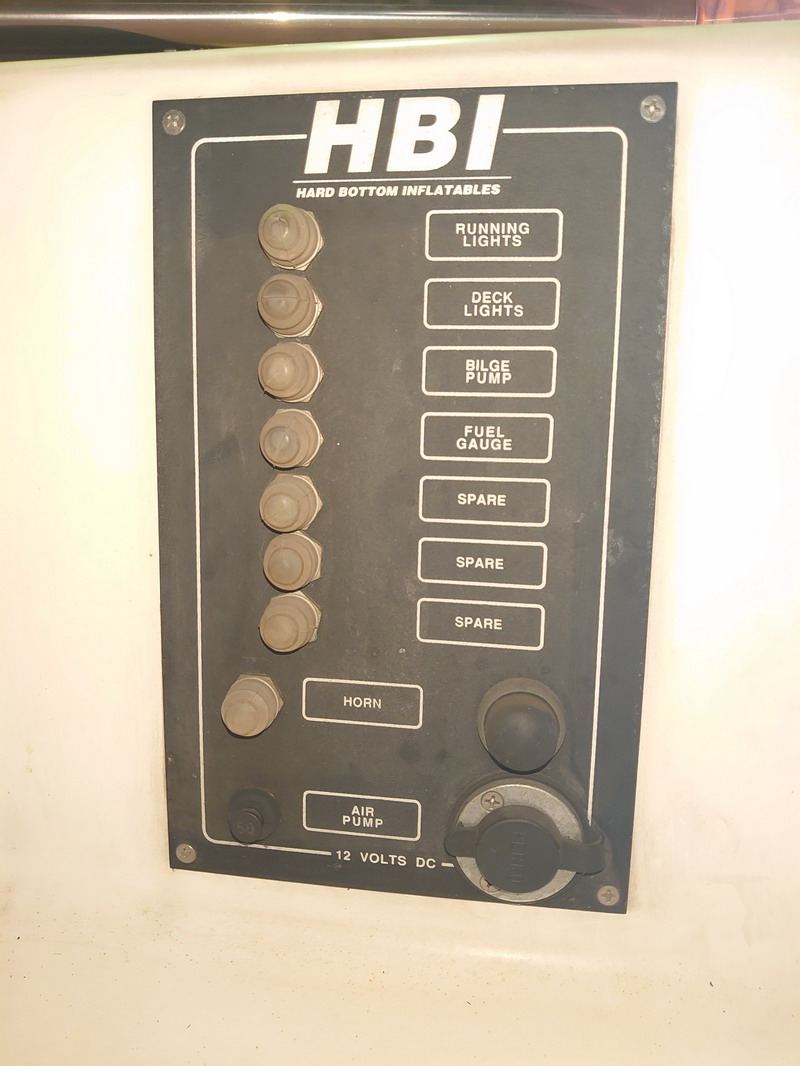 HBI
HARD BOTTOM INFLATABLES
RUNNING
LIGHTS
DECK
LIGHTS
BILGE
PUMP
FUEL
GAUGE
SPARE
SPARE
SPARE
HORN
AIR
PUMP
50
12 VOLTS DC